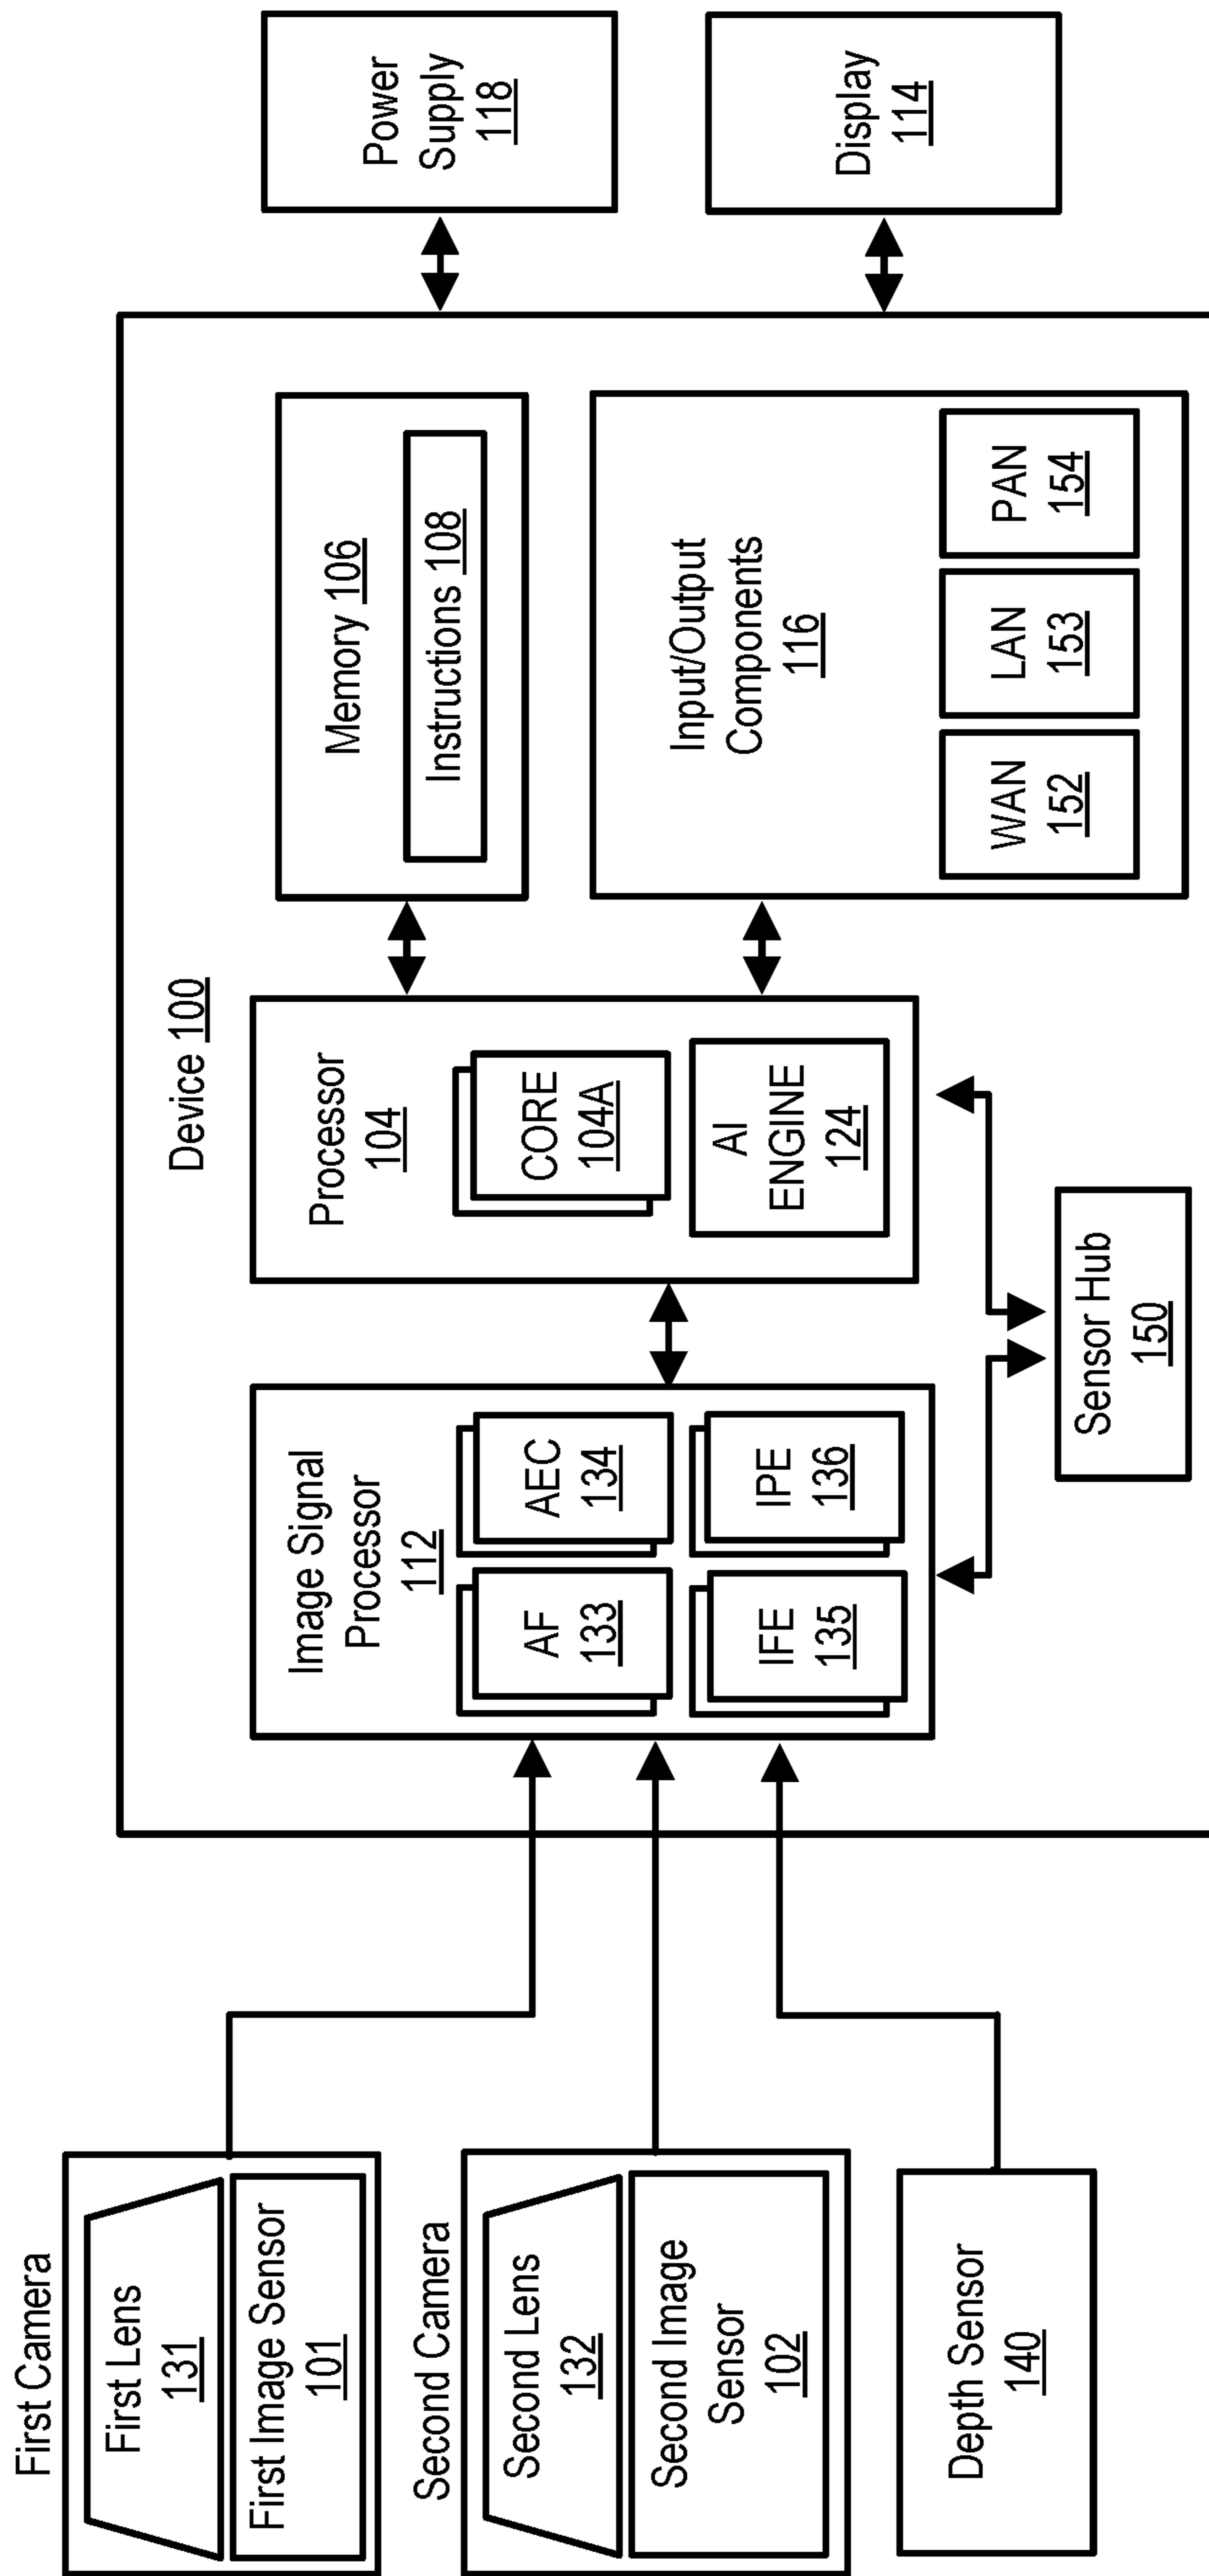 First Camera
First Lens
131
First Image Sensor
101
Second Camera
Second Lens
132
Second Image
Sensor
102
Depth Sensor
140
Device 100
Image Signal
Processor
112
AF
133
AEC
134
IFE
135
IPE
136
Processor
104
CORE
104A
AI
ENGINE
124
Sensor Hub
150
Memory 106
Instructions 108
Input/Output
Components
116
WAN
152
LAN
153
PAN
154
Power
Supply
118
Display
114